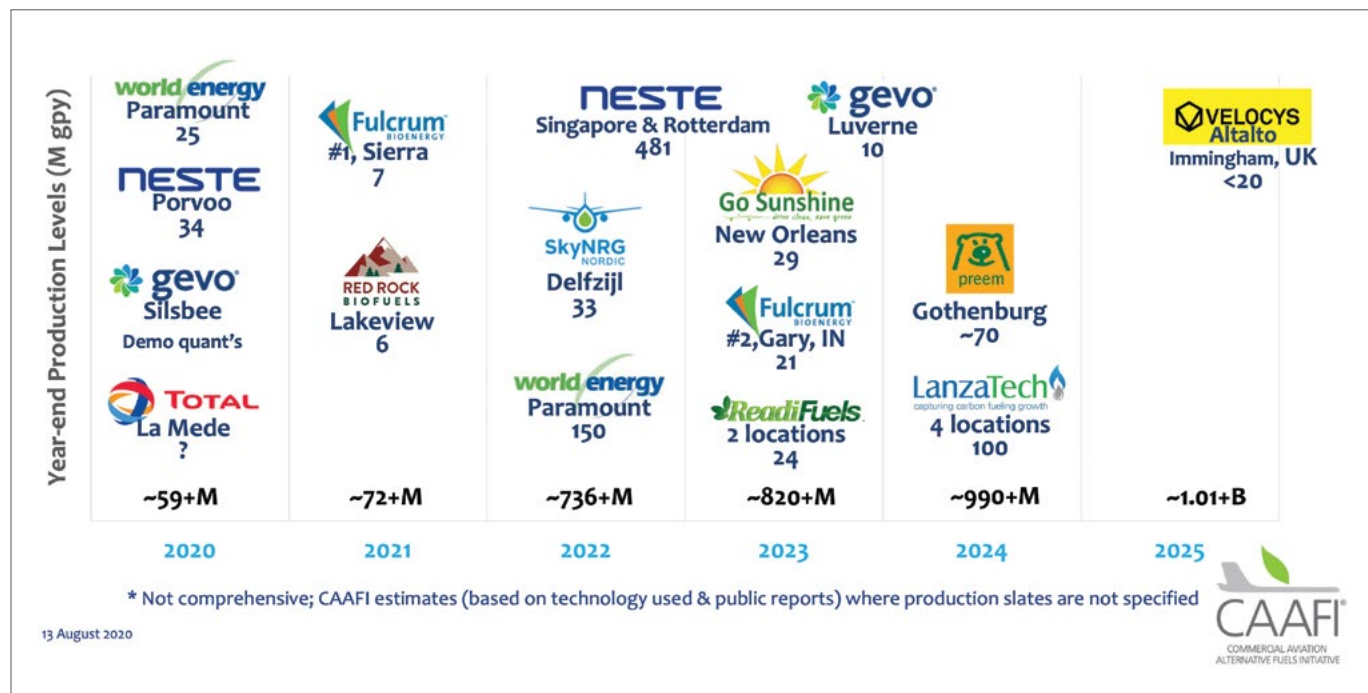 Year-end Production Levels (M gpy)
world energy
Paramount
25
NESTE
Porvoo
34
gevo®
Silsbee
Demo quant's
TOTAL
La Mede
?
~59+M
2020
Fulcrum
BIOENERGY
#1, Sierra
7
RED ROCK
BIOFUELS
Lakeview
6
~72+M
2021
NESTE
Singapore & Rotterdam
481
SkyNRG
NORDIC
Delfzijl
33
world energy
Paramount
150
~736+M
2022
gevo®
Luverne
10
Go Sunshine
drive clean, save green
New Orleans
29
Fulcrum
BIOENERGY
#2,Gary, IN
21
ReadiFuels
2 locations
24
~820+M
2023
preem
Gothenburg
~70
LanzaTech
capturing carbon fueling growth
4 locations
100
~990+M
2024
VELOCYS
Altalto
Immingham, UK
<20
~1.01+B
2025
* Not comprehensive; CAAFI estimates (based on technology used & public reports) where production slates are not specified
13 August 2020
CAAFI®
COMMERCIAL AVIATION
ALTERNATIVE FUELS INITIATIVE